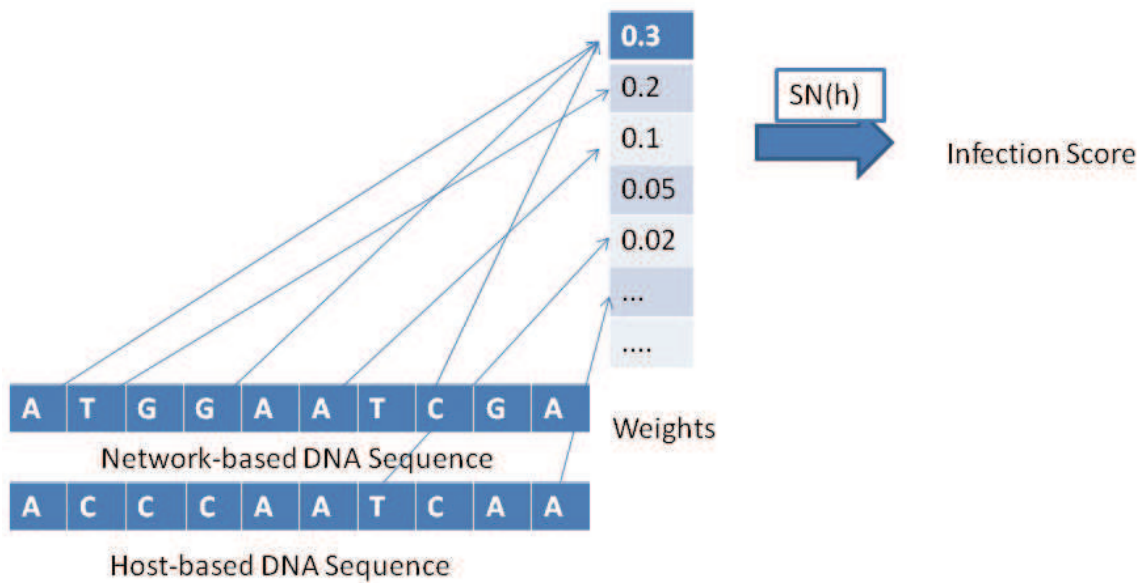 0.3
0.2
0.1
0.05
0.02
...
....
SN(h)
Infection Score
A T G G A A T C G A
Weights
Network-based DNA Sequence
A C C C A A T C A A
Host-based DNA Sequence